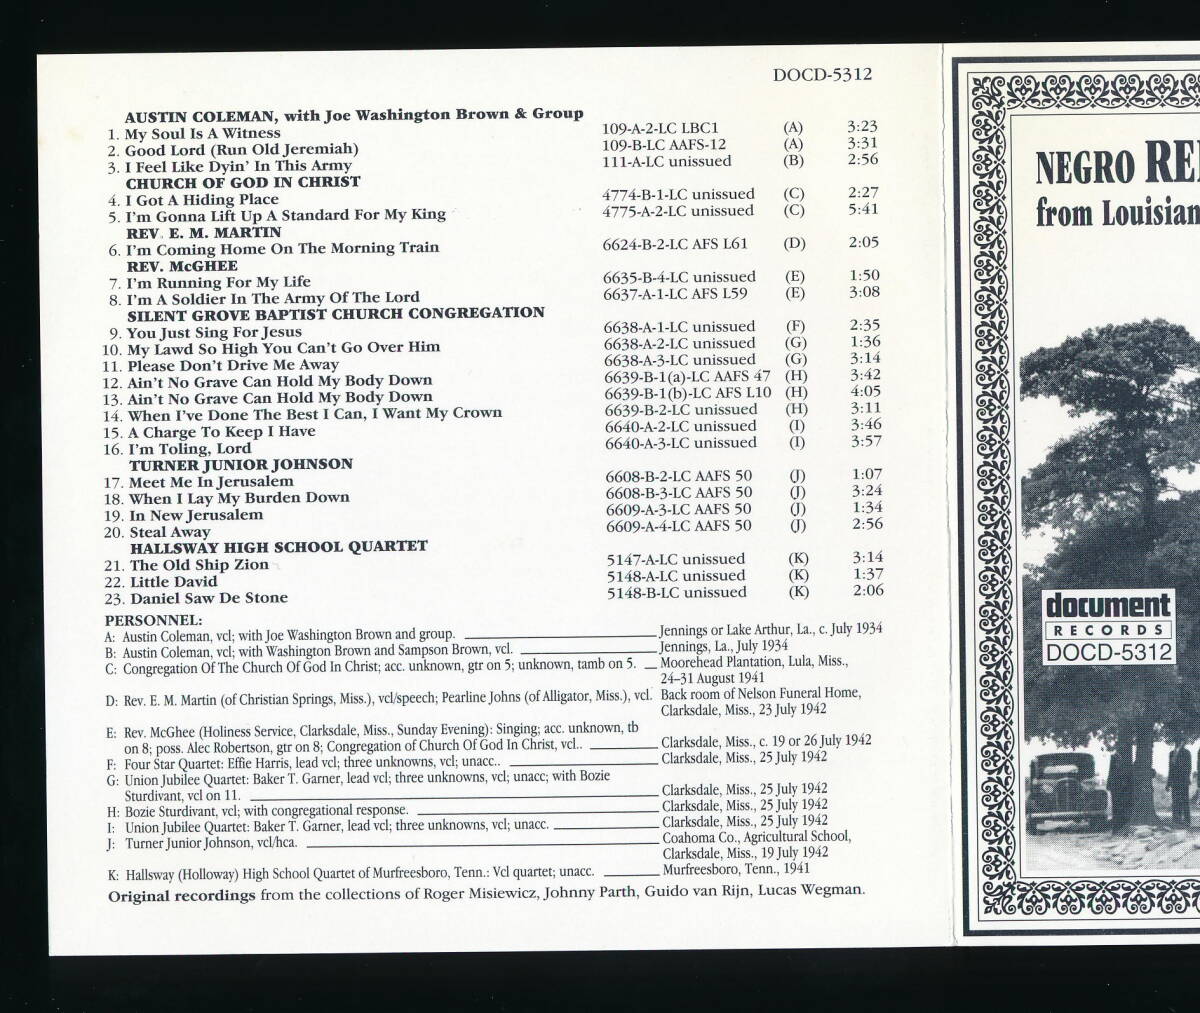 DOCD-5312
AUSTIN COLEMAN, with Joe Washington Brown & Group
1. My Soul Is A Witness 109-A-2-LC LBC1 (A) 3:23
2. Good Lord (Run Old Jeremiah) 109-B-LC AAFS-12 (A) 3:31
3. I Feel Like Dyin' In This Army 111-A-LC unissued (B) 2:56
CHURCH OF GOD IN CHRIST
4. I Got A Hiding Place 4774-B-1-LC unissued (C) 2:27
5. I'm Gonna Lift Up A Standard For My King 4775-A-2-LC unissued (C) 5:41
REV. E. M. MARTIN
6. I'm Coming Home On The Morning Train 6624-B-2-LC AFS L61 (D) 2:05
REV. McGHEE
7. I'm Running For My Life 6635-B-4-LC unissued (E) 1:50
8. I'm A Soldier In The Army Of The Lord 6637-A-1-LC AFS L59 (E) 3:08
SILENT GROVE BAPTIST CHURCH CONGREGATION
9. You Just Sing For Jesus 6638-A-1-LC unissued (F) 2:35
10. My Lawd So High You Can't Go Over Him 6638-A-2-LC unissued (G) 1:36
11. Please Don't Drive Me Away 6638-A-3-LC unissued (G) 3:14
12. Ain't No Grave Can Hold My Body Down 6639-B-1(a)-LC AAFS 47 (H) 3:42
13. Ain't No Grave Can Hold My Body Down 6639-B-1(b)-LC AFS L10 (H) 4:05
14. When I've Done The Best I Can, I Want My Crown 6639-B-2-LC unissued (H) 3:11
15. A Charge To Keep I Have 6640-A-2-LC unissued (I) 3:46
16. I'm Toling, Lord 6640-A-3-LC unissued (I) 3:57
TURNER JUNIOR JOHNSON
17. Meet Me In Jerusalem 6608-B-2-LC AAFS 50 (J) 1:07
18. When I Lay My Burden Down 6608-B-3-LC AAFS 50 (J) 3:24
19. In New Jerusalem 6609-A-3-LC AAFS 50 (J) 1:34
20. Steal Away 6609-A-4-LC AAFS 50 (J) 2:56
HALLSWAY HIGH SCHOOL QUARTET
21. The Old Ship Zion 5147-A-LC unissued (K) 3:14
22. Little David 5148-A-LC unissued (K) 1:37
23. Daniel Saw De Stone 5148-B-LC unissued (K) 2:06
PERSONNEL:
A: Austin Coleman, vcl; with Joe Washington Brown and group. Jennings or Lake Arthur, La., c. July 1934
B: Austin Coleman, vcl; with Washington Brown and Sampson Brown, vcl. Jennings, La., July 1934
C: Congregation Of The Church Of God In Christ; acc. unknown, gtr on 5; unknown, tamb on 5. Moorehead Plantation, Lula, Miss.,
24-31 August 1941
D: Rev. E. M. Martin (of Christian Springs, Miss.), vcl/speech; Pearline Johns (of Alligator, Miss.), vcl. Back room of Nelson Funeral Home,
Clarksdale, Miss., 23 July 1942
E: Rev. McGhee (Holiness Service, Clarksdale, Miss., Sunday Evening): Singing; acc. unknown, tb
on 8; poss. Alec Robertson, gtr on 8; Congregation of Church Of God In Christ, vcl.. Clarksdale, Miss., c. 19 or 26 July 1942
F: Four Star Quartet: Effie Harris, lead vcl; three unknowns, vcl; unacc.. Clarksdale, Miss., 25 July 1942
G: Union Jubilee Quartet: Baker T. Garner, lead vcl; three unknowns, vcl; unacc; with Bozie
Sturdivant, vcl on 11. Clarksdale, Miss., 25 July 1942
H: Bozie Sturdivant, vcl; with congregational response. Clarksdale, Miss., 25 July 1942
I: Union Jubilee Quartet: Baker T. Garner, lead vcl; three unknowns, vcl; unacc. Clarksdale, Miss., 25 July 1942
J: Turner Junior Johnson, vcl/hca. Coahoma Co., Agricultural School,
Clarksdale, Miss., 19 July 1942
K: Hallsway (Holloway) High School Quartet of Murfreesboro, Tenn.: Vcl quartet; unacc. Murfreesboro, Tenn., 1941
Original recordings from the collections of Roger Misiewicz, Johnny Parth, Guido van Rijn, Lucas Wegman.
NEGRO REL
from Louisian
document
RECORDS
DOCD-5312